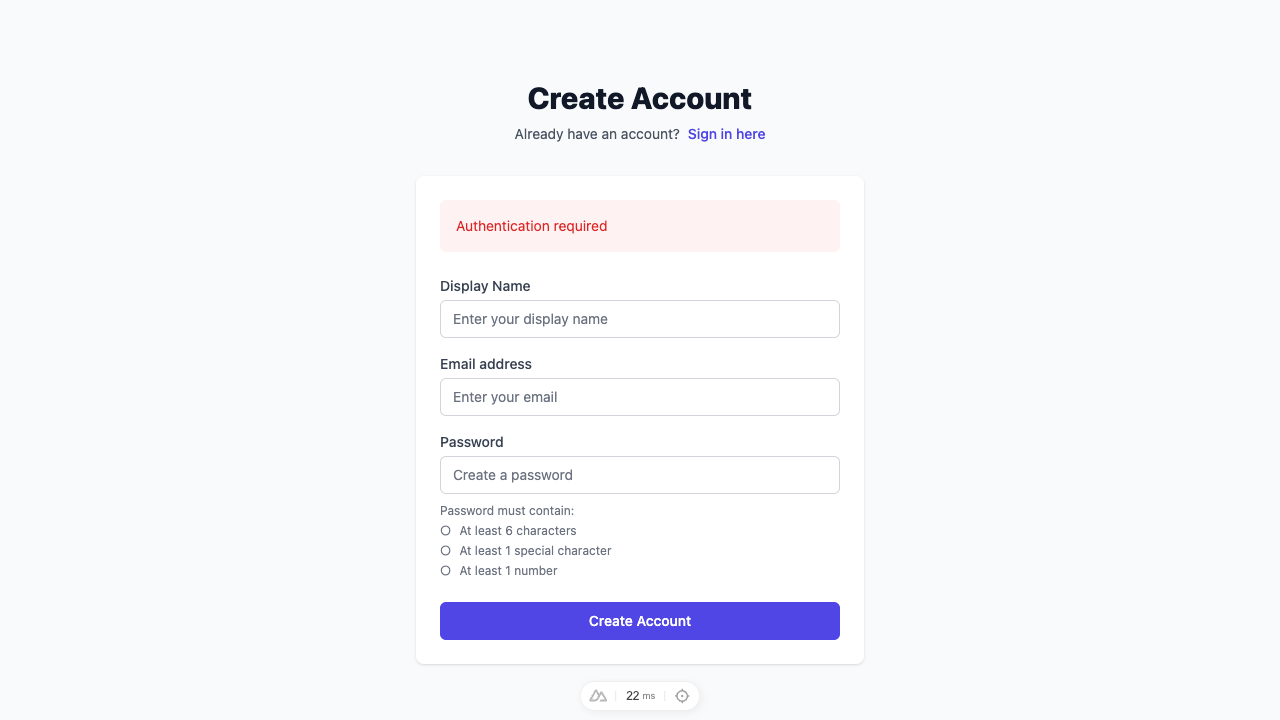 Create Account
Already have an account? Sign in here
Authentication required
Display Name
Enter your display name
Email address
Enter your email
Password
Create a password
Password must contain:
At least 6 characters
At least 1 special character
At least 1 number
Create Account
22 ms